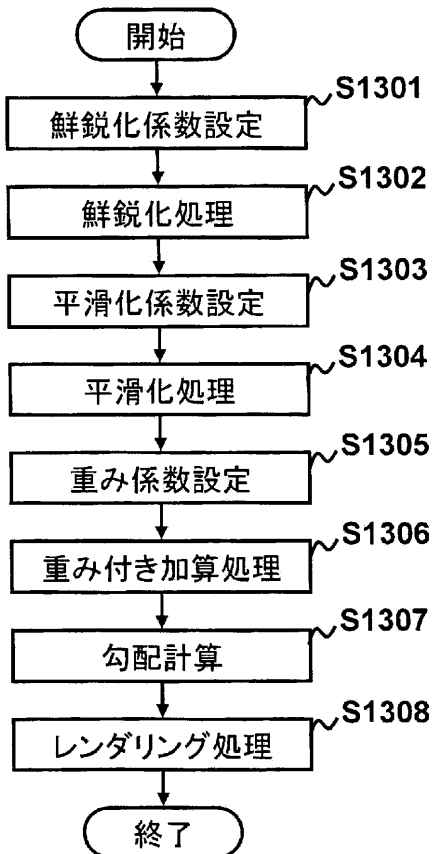 開始
S1301
鮮鋭化係数設定
S1302
鮮鋭化処理
S1303
平滑化係数設定
S1304
平滑化処理
S1305
重み係数設定
S1306
重み付き加算処理
S1307
勾配計算
S1308
レンダリング処理
終了